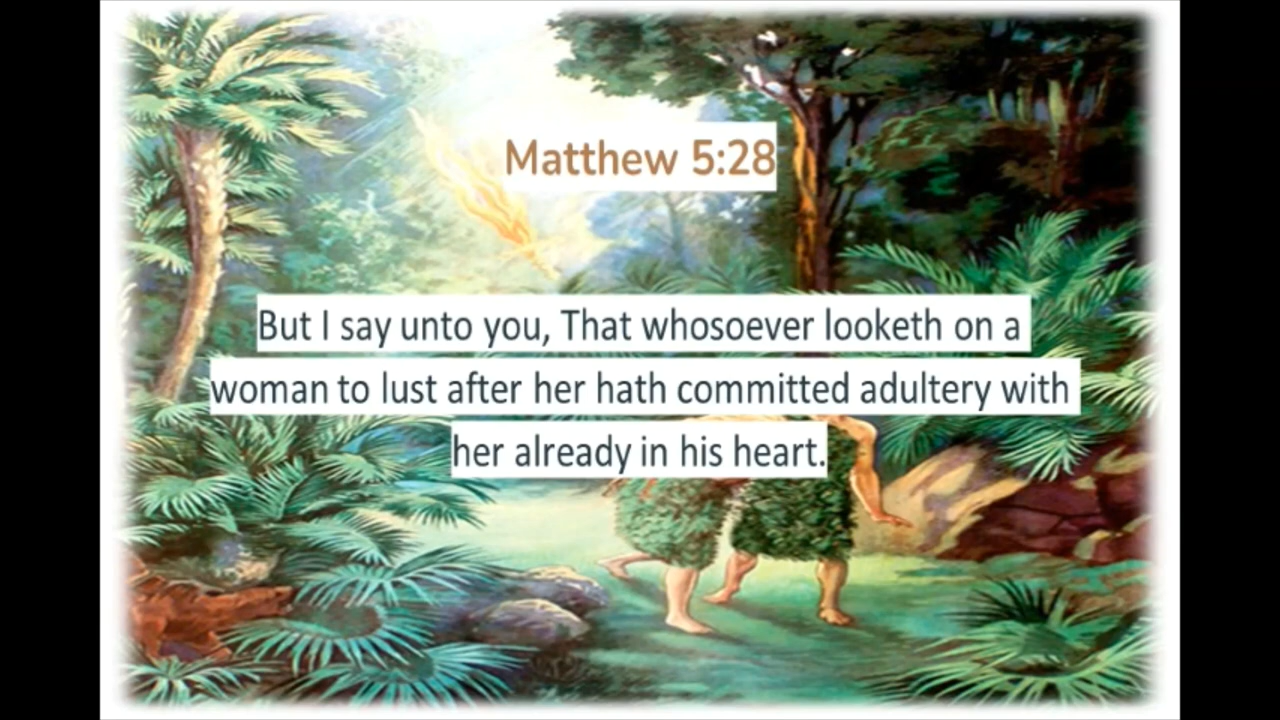 Matthew 5:28
But I say unto you, That whosoever looketh on a
woman to lust after her hath committed adultery with
her already in his heart.